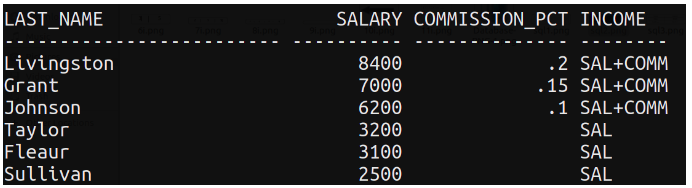 LAST_NAME                     SALARY COMMISSION_PCT INCOME
------------------------- ---------- -------------- --------
Livingston                      8400             .2 SAL+COMM
Grant                           7000            .15 SAL+COMM
Johnson                         6200             .1 SAL+COMM
Taylor                          3200                SAL
Fleaur                          3100                SAL
Sullivan                        2500                SAL